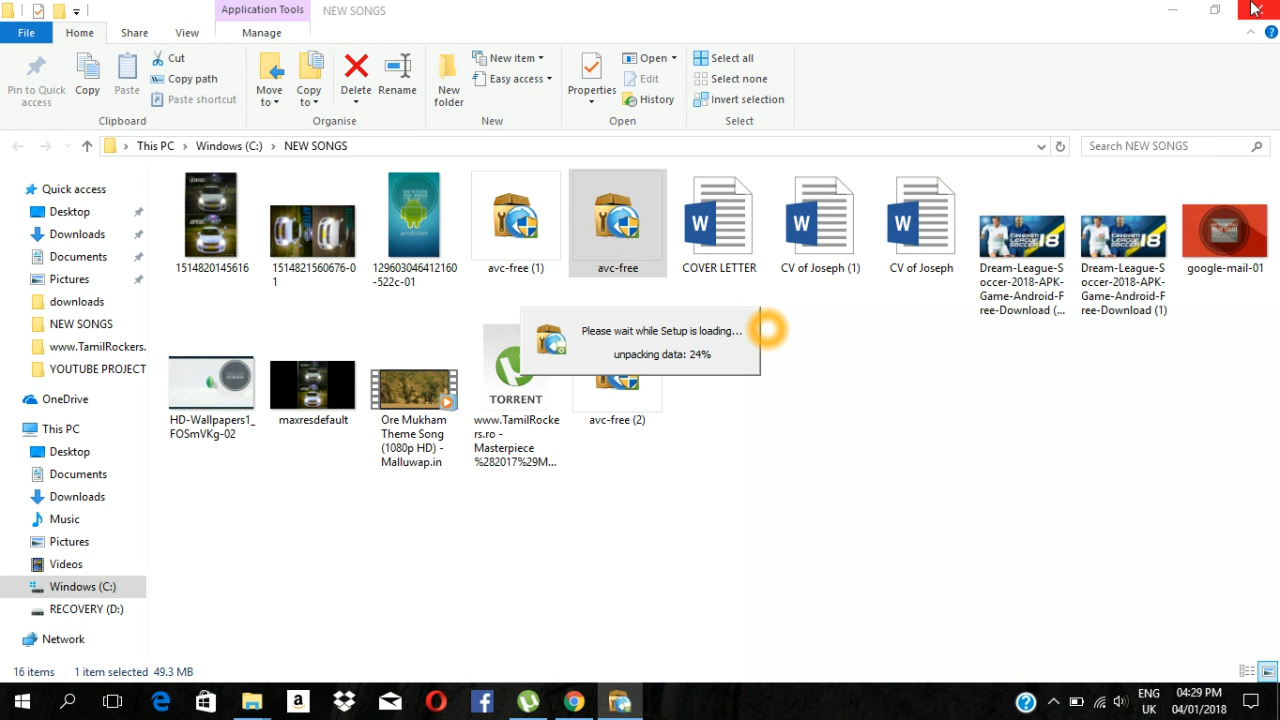 Application Tools
NEW SONGS
File
Home
Share
View
Manage
Pin to Quick
access
Copy
Paste
Cut
Copy path
Paste shortcut
Move
to
Copy
to
Delete
Rename
New
folder
New item
Easy access
Properties
Open
Edit
History
Select all
Select none
Invert selection
Clipboard
Organise
New
Open
Select
This PC
Windows (C:)
NEW SONGS
Search NEW SONGS
Quick access
Desktop
Downloads
Documents
Pictures
downloads
NEW SONGS
www.TamilRockers.
YOUTUBE PROJECT
OneDrive
This PC
Desktop
Documents
Downloads
Music
Pictures
Videos
Windows (C:)
RECOVERY (D:)
Network
1514820145616
1514821560676-0
1
129603046412160
-522c-01
avc-free (1)
avc-free
COVER LETTER
CV of Joseph (1)
CV of Joseph
Dream-League-S
occer-2018-APK-
Game-Android-F
ree-Download (...
Dream-League-S
occer-2018-APK-
Game-Android-F
ree-Download (1)
google-mail-01
Please wait while Setup is loading...
unpacking data: 24%
HD-Wallpapers1_
FOSmVKg-02
maxresdefault
Ore Mukham
Theme Song
(1080p HD) -
Malluwap.in
TORRENT
www.TamilRocke
rs.ro -
Masterpiece
%282017%29M...
avc-free (2)
16 items
1 item selected 49.3 MB
ENG
UK
04:29 PM
04/01/2018